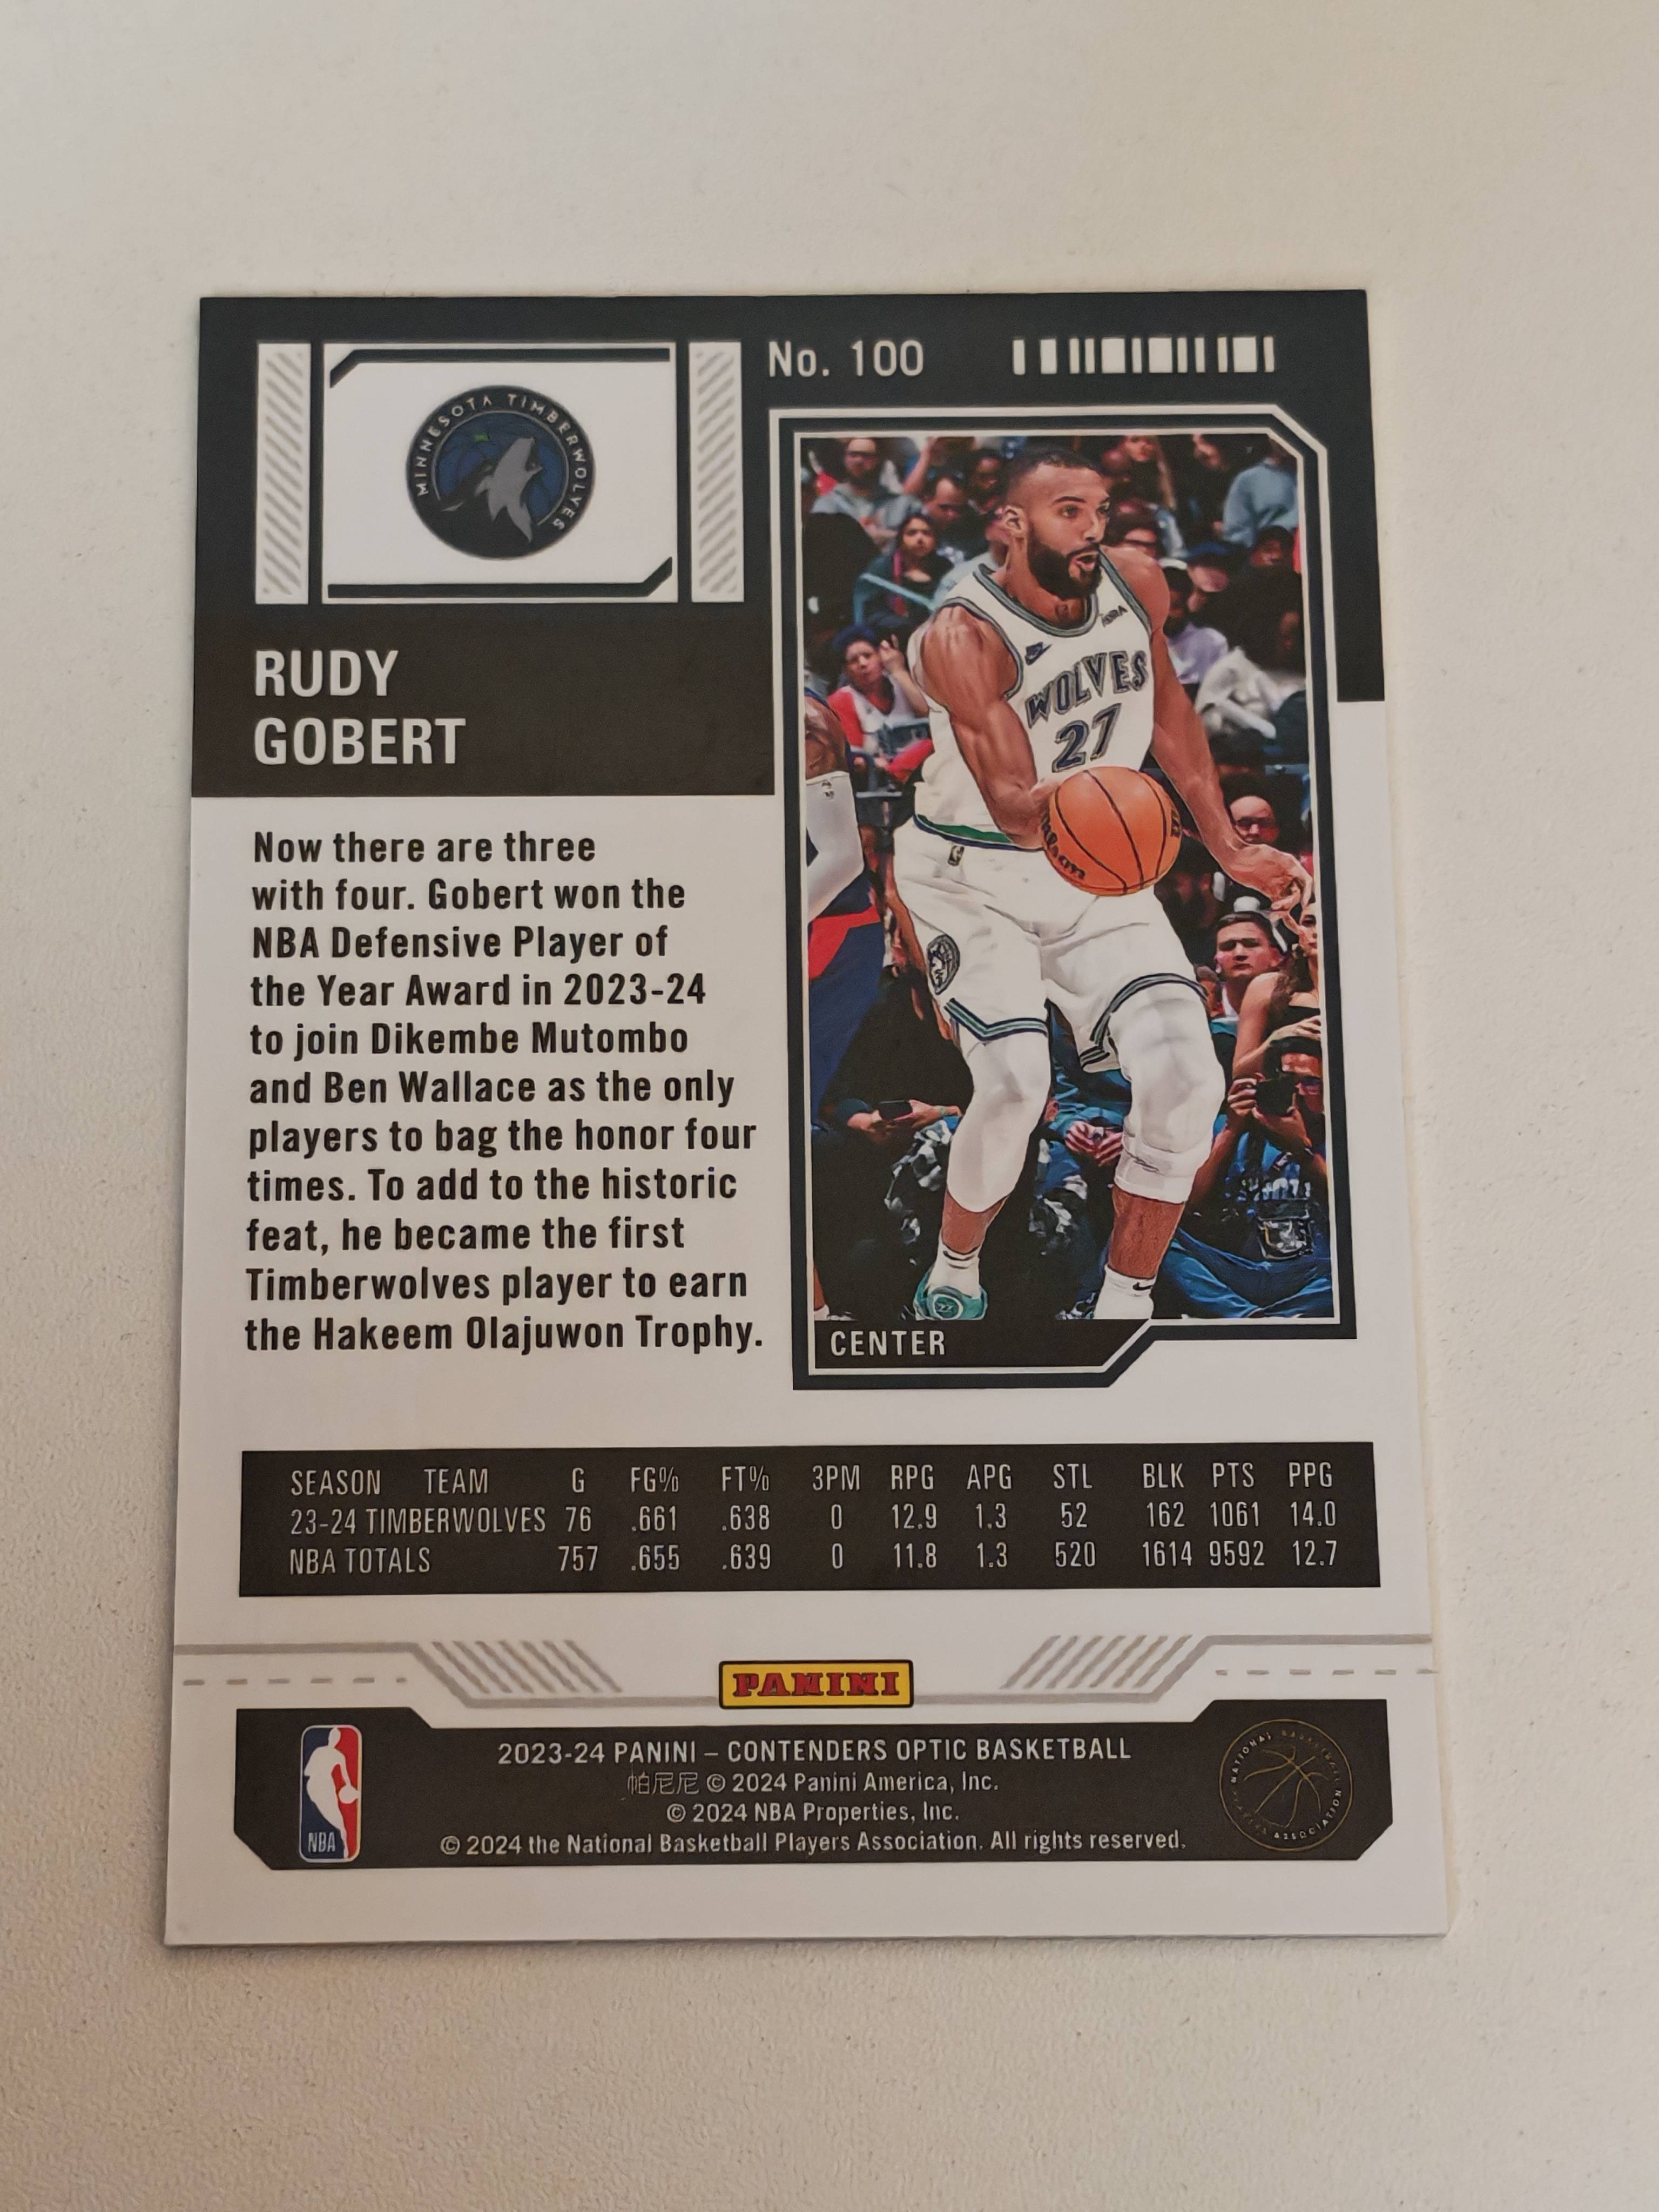 MINNESOTA TIMBERWOLVES
No. 100
RUDY
GOBERT
WOLVES
27
Now there are three
with four. Gobert won the
NBA Defensive Player of
the Year Award in 2023-24
to join Dikembe Mutombo
and Ben Wallace as the only
players to bag the honor four
times. To add to the historic
feat, he became the first
Timberwolves player to earn
the Hakeem Olajuwon Trophy.
CENTER
SEASON TEAM G FG% FT% 3PM RPG APG STL BLK PTS PPG
23-24 TIMBERWOLVES 76 .661 .638 0 12.9 1.3 52 162 1061 14.0
NBA TOTALS 757 .655 .639 0 11.8 1.3 520 1614 9592 12.7
PANINI
2023-24 PANINI – CONTENDERS OPTIC BASKETBALL
帕尼尼 © 2024 Panini America, Inc.
© 2024 NBA Properties, Inc.
© 2024 the National Basketball Players Association. All rights reserved.
NBA
NATIONAL BASKETBALL PLAYERS ASSOCIATION